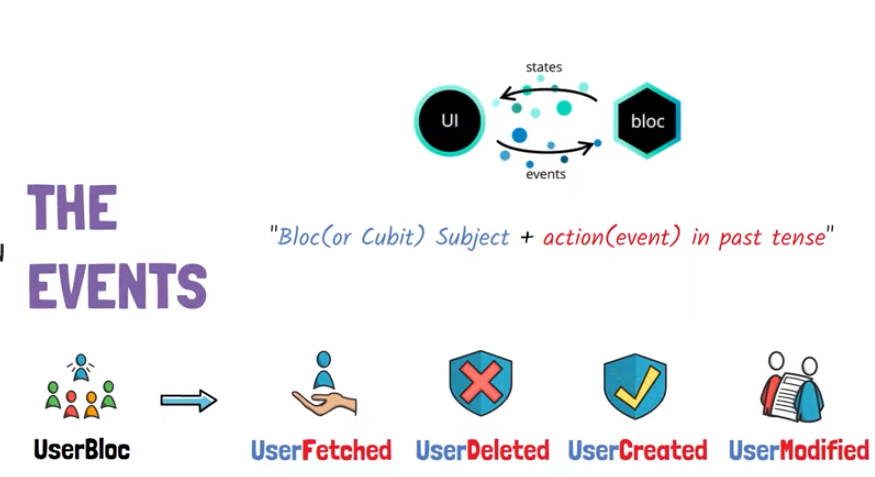 states
UI
bloc
events
THE
EVENTS
"Bloc(or Cubit) Subject + action(event) in past tense"
UserBloc
UserFetched
UserDeleted
UserCreated
UserModified